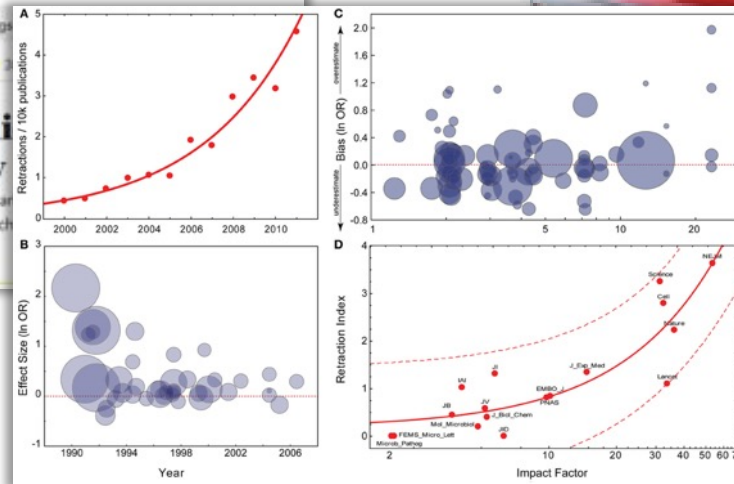 A
Retractions / 10k publications
5
4
3
2
1
0
2000 2002 2004 2006 2008 2010
B
Effect Size (ln OR)
3
2
1
0
-1
1990 1994 1998 2002 2006
Year
C
Bias (ln OR)
overestimate
underestimate
2.0
1.6
1.2
0.8
0.4
0.0
-0.4
-0.8
1 2 5 10 20
D
Retraction Index
4
3
2
1
0
NEJM
Science
Cell
Nature
Lancet
J_Exp_Med
JI
IAI
EMBO_J
PNAS
JV
JB
J_Biol_Chem
Mol_Microbiol
JID
FEMS_Micro_Lett
Microb_Pathog
2 10 20 30 40 50 60
Impact Factor